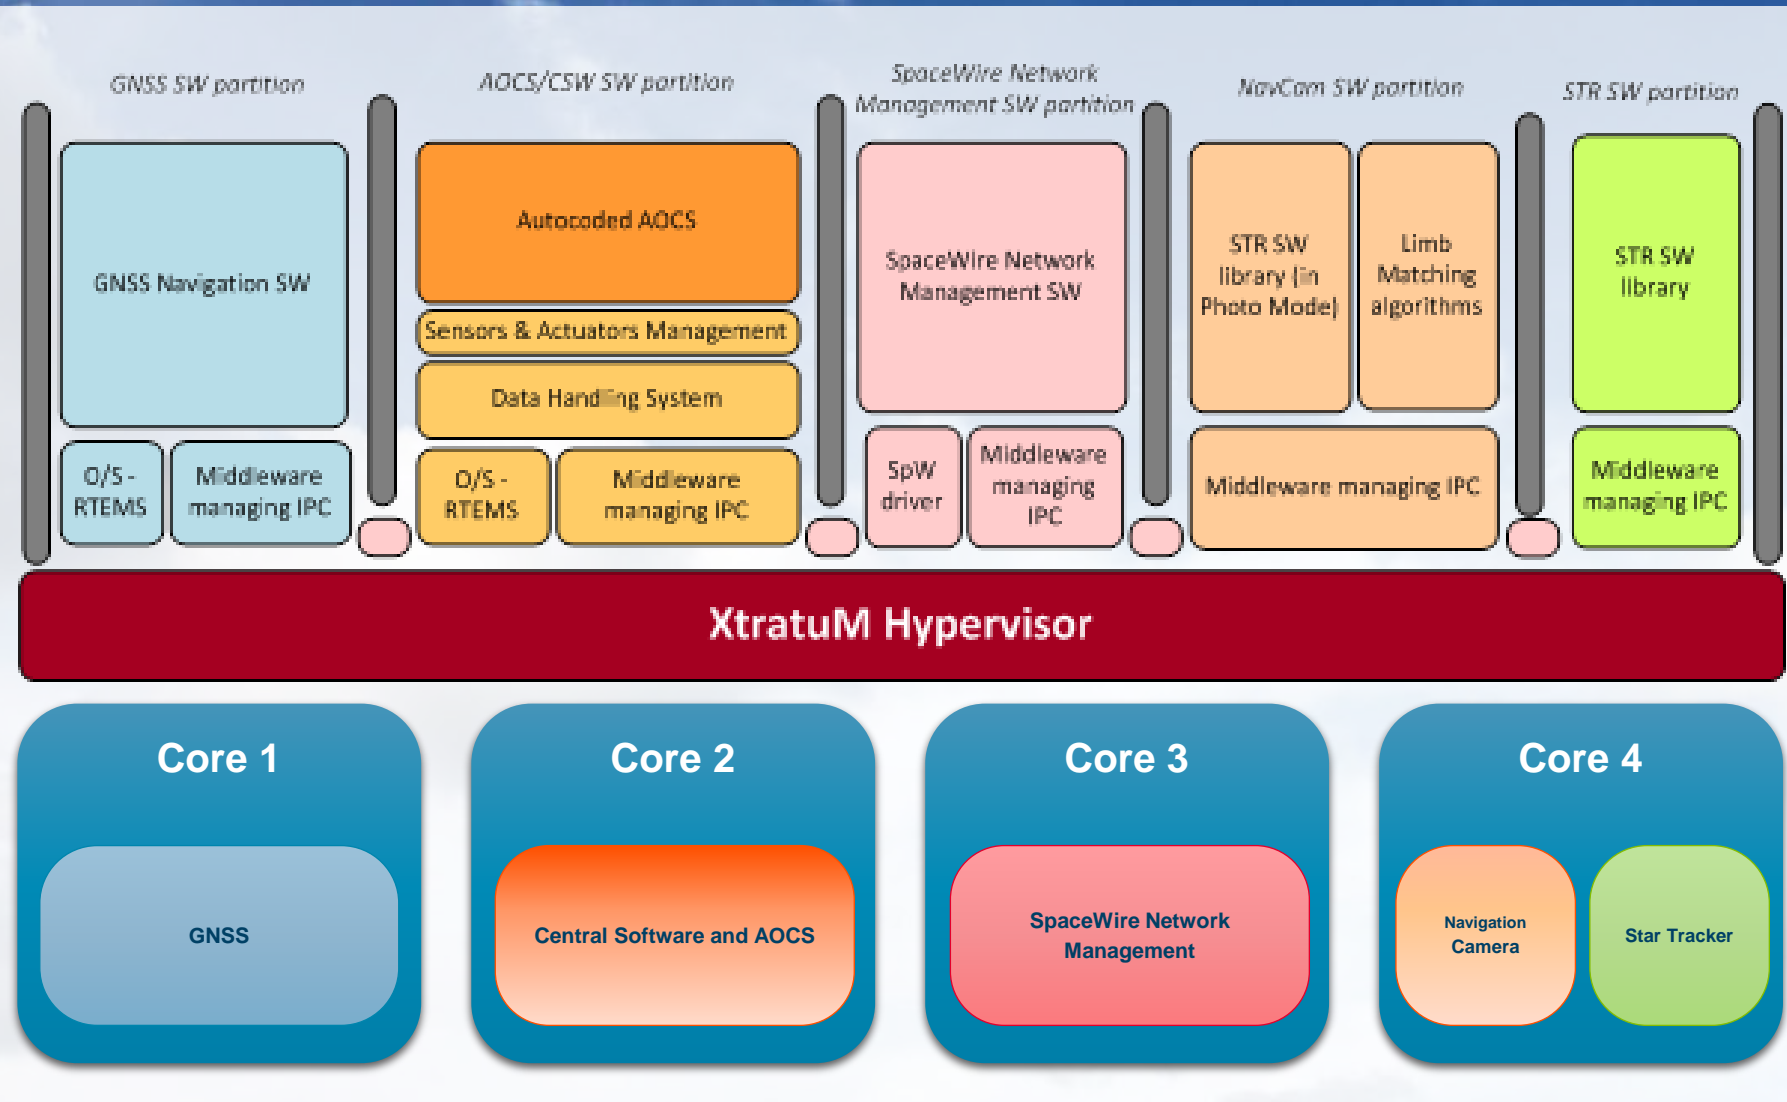 GNSS SW partition
AOCS/CSW SW partition
SpaceWire Network
Management SW partition
NavCam SW partition
STR SW partition
GNSS Navigation SW
O/S -
RTEMS
Middleware
managing IPC
Autocoded AOCS
Sensors & Actuators Management
Data Handling System
O/S -
RTEMS
Middleware
managing IPC
SpaceWire Network
Management SW
SpW
driver
Middleware
managing
IPC
STR SW
library (in
Photo Mode)
Limb
Matching
algorithms
Middleware managing IPC
STR SW
library
Middleware
managing IPC
XtratuM Hypervisor
Core 1
GNSS
Core 2
Central Software and AOCS
Core 3
SpaceWire Network
Management
Core 4
Navigation
Camera
Star Tracker